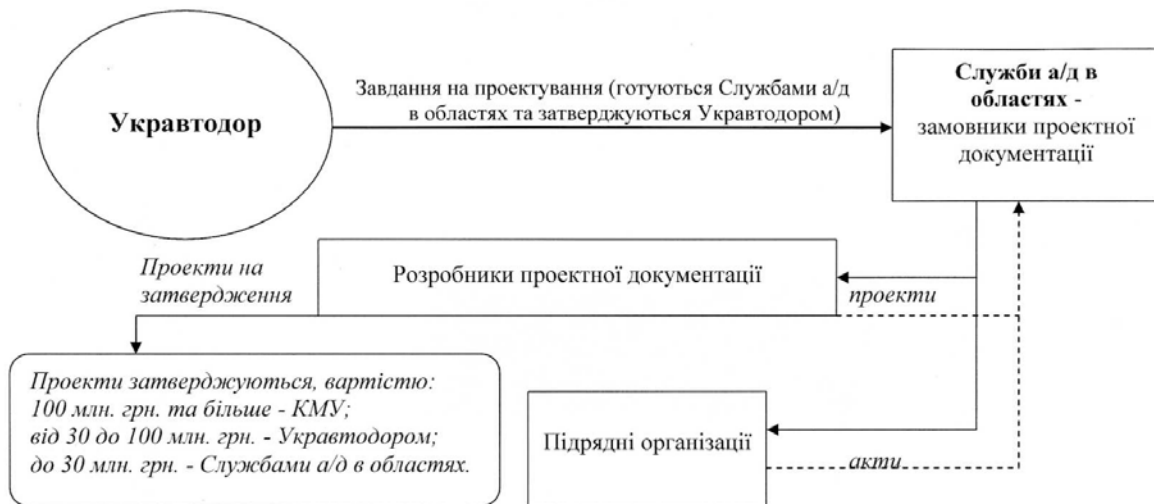 Укравтодор
Завдання на проектування (готуються Службами а/д
в областях та затверджуються Укравтодором)
Служби а/д в
областях -
замовники проектної
документації
Проекти на
затвердження
Розробники проектної документації
проекти
Проекти затверджуються, вартістю:
100 млн. грн. та більше - КМУ;
від 30 до 100 млн. грн. - Укравтодором;
до 30 млн. грн. - Службами а/д в областях.
Підрядні організації
акти